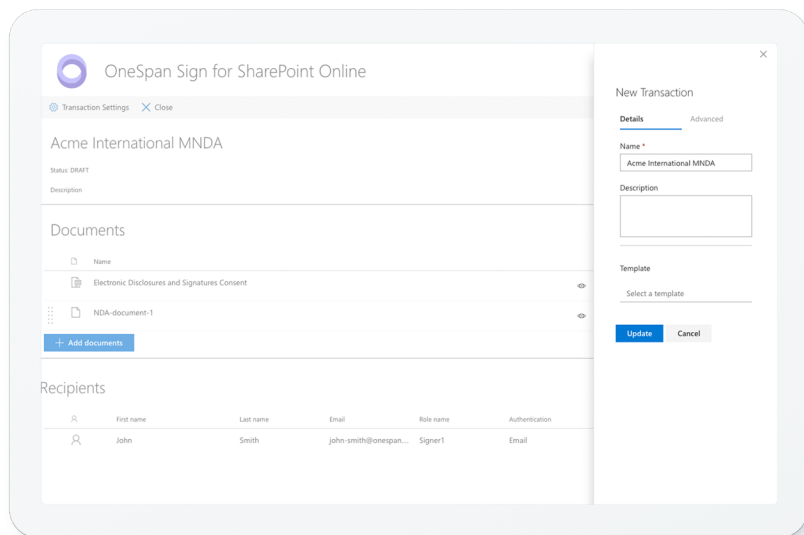 OneSpan Sign for SharePoint Online
Transaction Settings Close
Acme International MNDA
Status: DRAFT
Description
Documents
Name
Electronic Disclosures and Signatures Consent
NDA-document-1
+ Add documents
Recipients
First name Last name Email Role name Authentication
John Smith john-smith@onespan... Signer1 Email
New Transaction
Details Advanced
Name *
Acme International MNDA
Description
Template
Select a template
Update Cancel